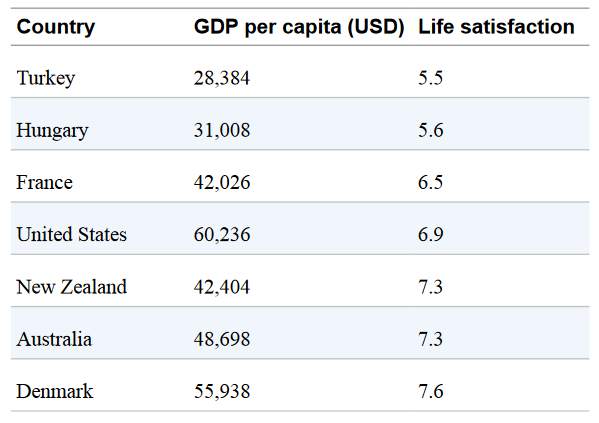 Country GDP per capita (USD) Life satisfaction
Turkey 28,384 5.5
Hungary 31,008 5.6
France 42,026 6.5
United States 60,236 6.9
New Zealand 42,404 7.3
Australia 48,698 7.3
Denmark 55,938 7.6